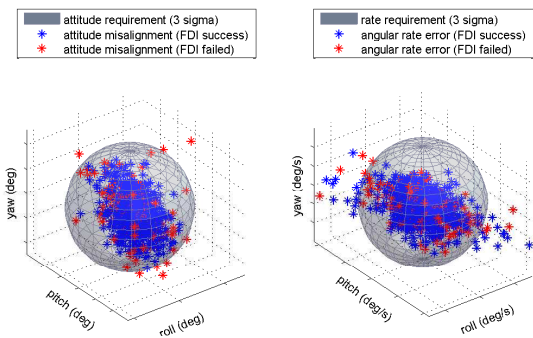 attitude requirement (3 sigma)
attitude misalignment (FDI success)
attitude misalignment (FDI failed)
rate requirement (3 sigma)
angular rate error (FDI success)
angular rate error (FDI failed)
yaw (deg)
pitch (deg)
roll (deg)
yaw (deg/s)
pitch (deg/s)
roll (deg/s)